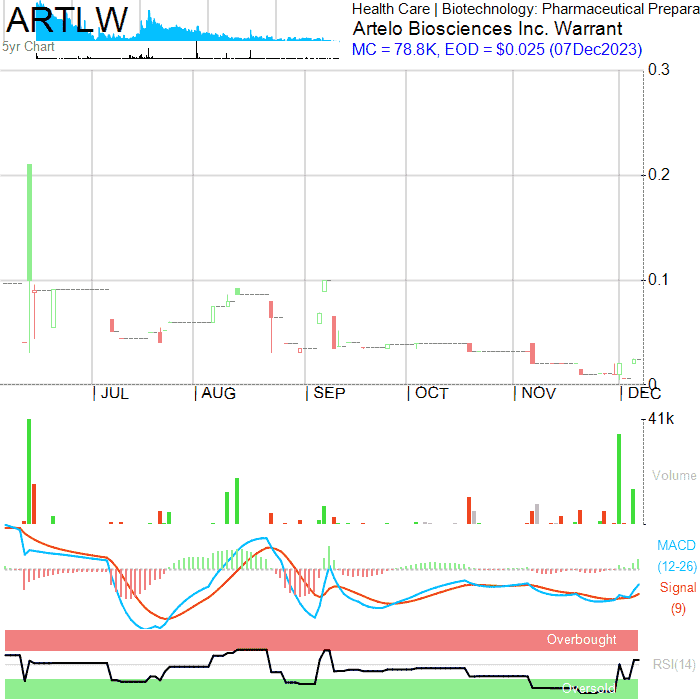 ARTLW
Health Care | Biotechnology: Pharmaceutical Prepara
Artelo Biosciences Inc. Warrant
5yr Chart
MC = 78.8K, EOD = $0.025 (07Dec2023)
0.3
0.2
0.1
0
| JUL | AUG | SEP | OCT | NOV | DEC
41k
Volume
MACD
(12-26)
Signal
(9)
Overbought
RSI(14)
Oversold